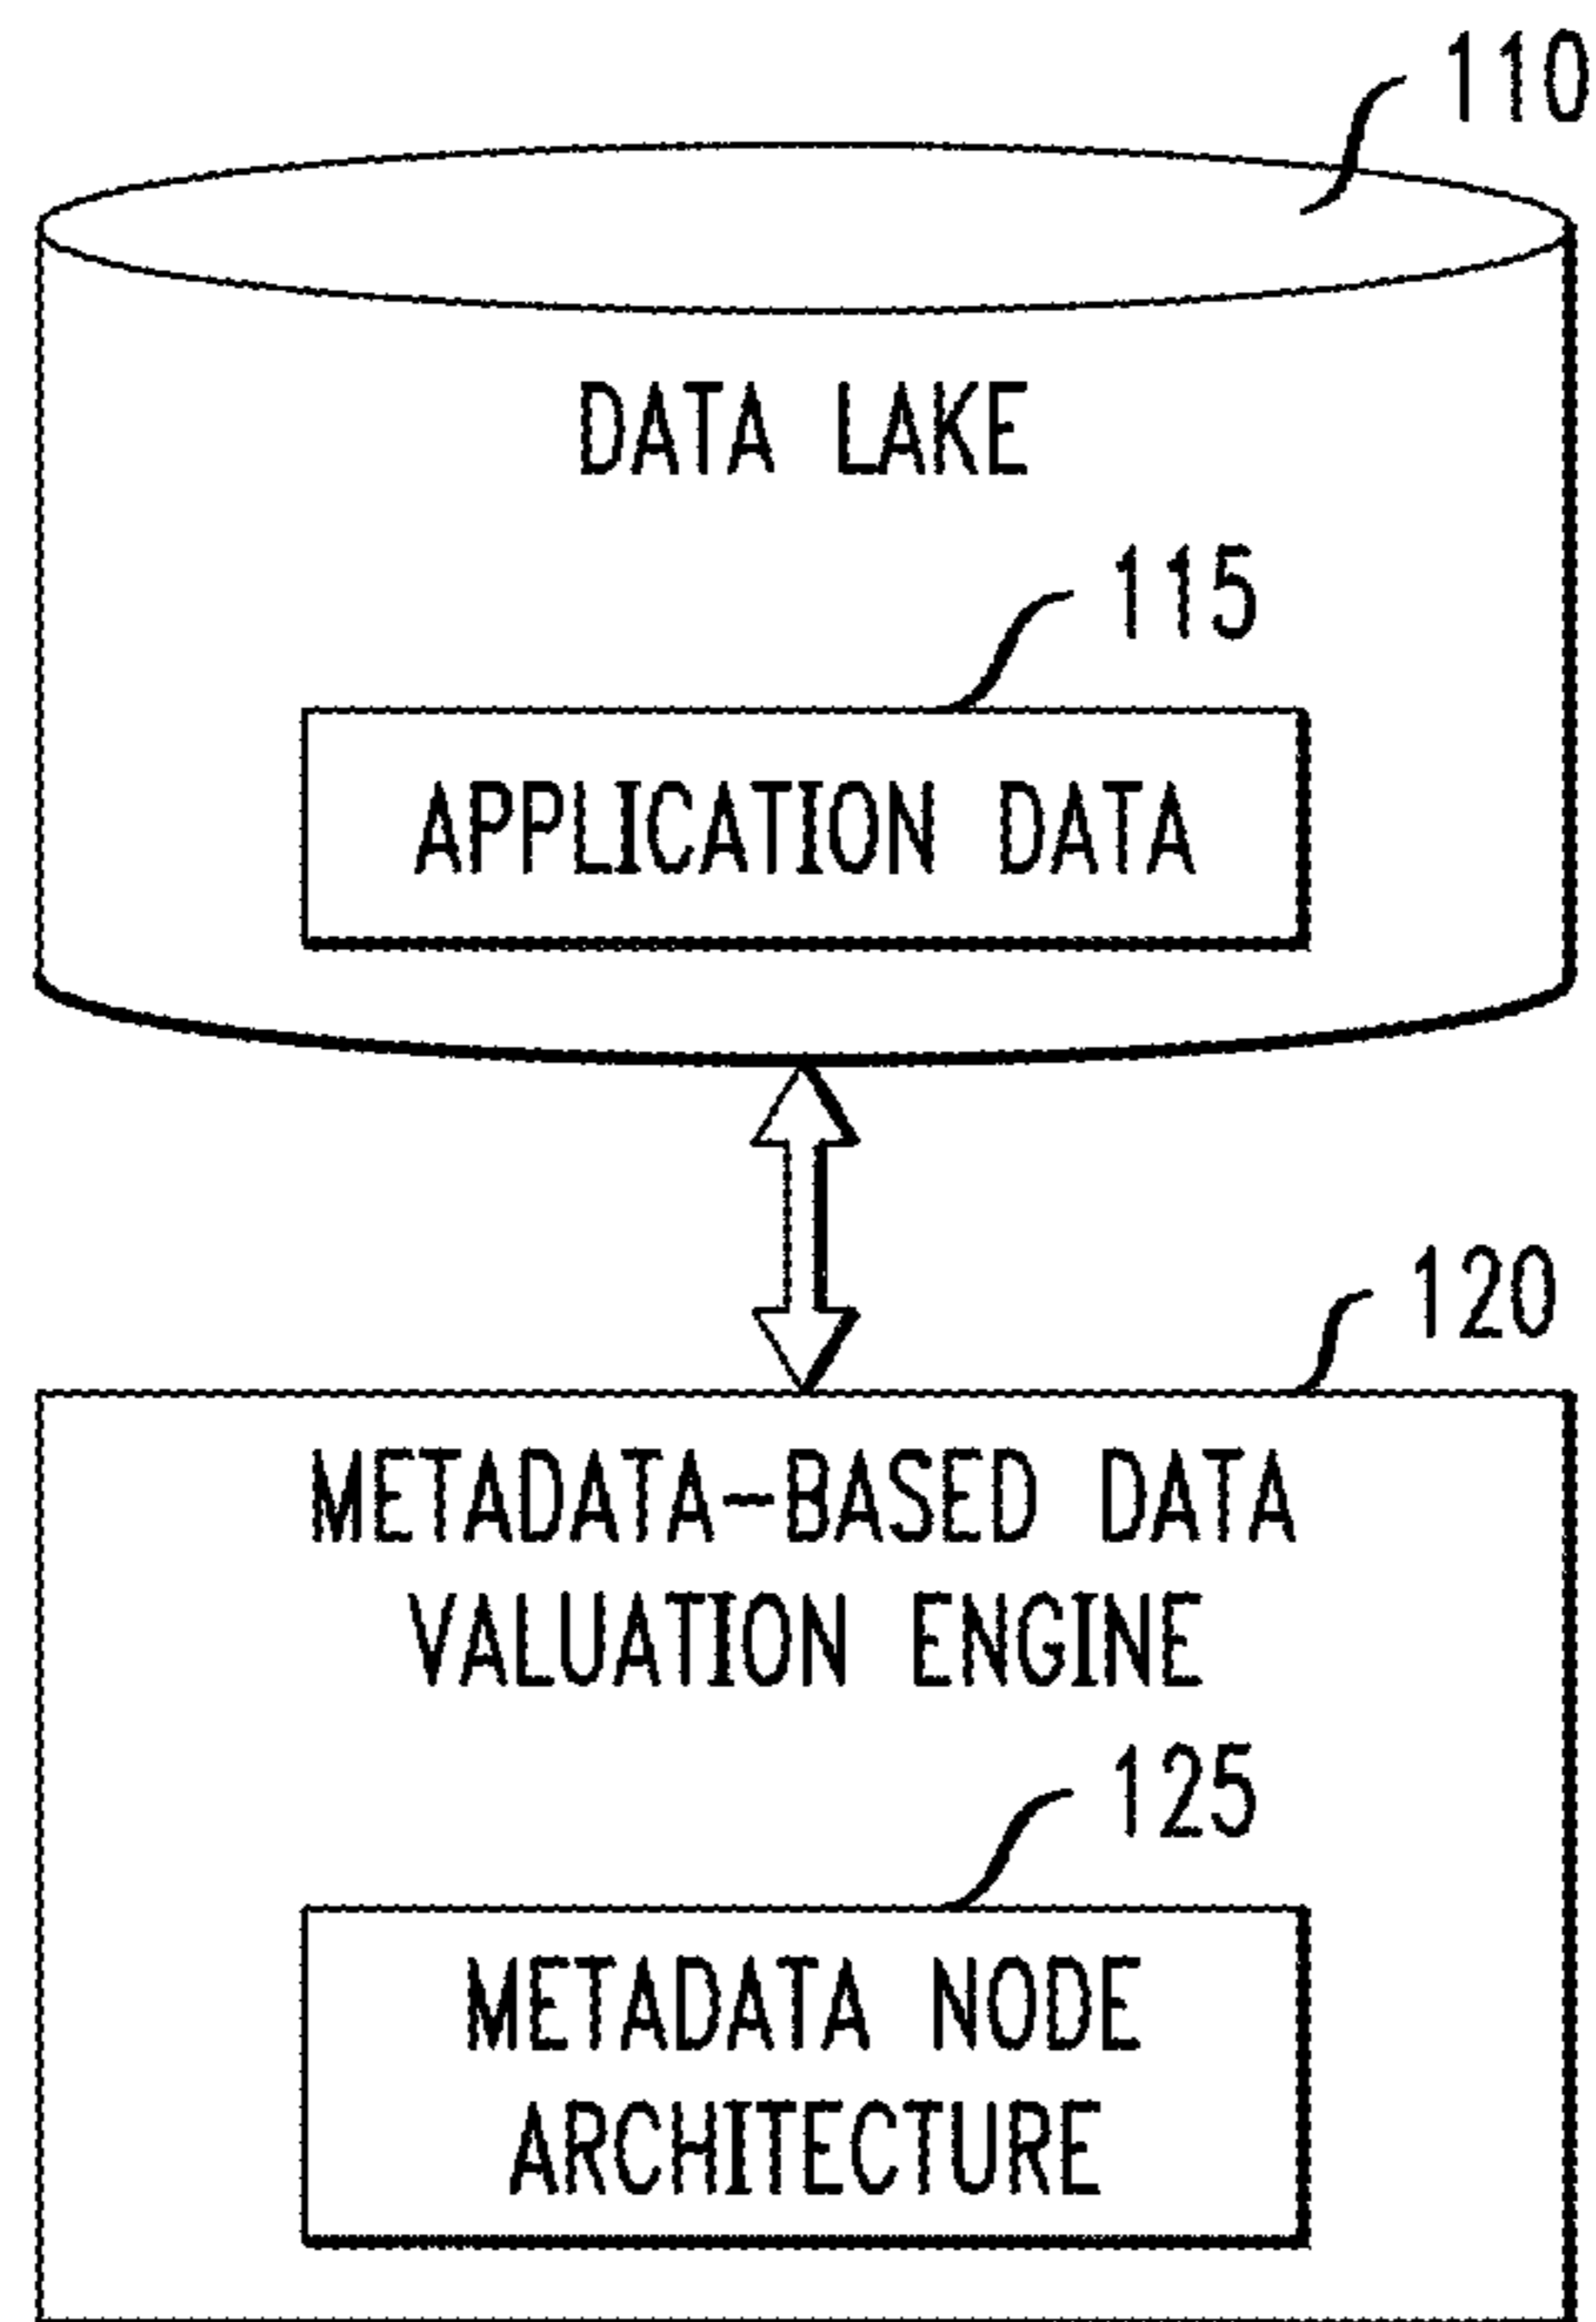 110
DATA LAKE
115
APPLICATION DATA
120
METADATA-BASED DATA
VALUATION ENGINE
125
METADATA NODE
ARCHITECTURE